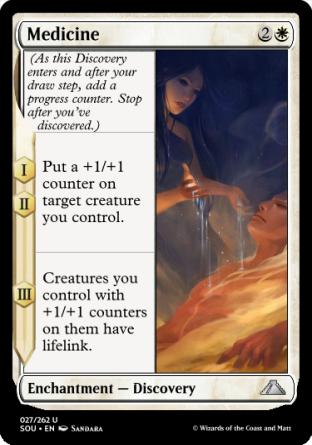 Medicine 2
(As this Discovery
enters and after your
draw step, add a
progress counter. Stop
after you've
discovered.)
I
II
Put a +1/+1
counter on
target creature
you control.
III
Creatures you
control with
+1/+1 counters
on them have
lifelink.
Enchantment — Discovery
027/262 U
SOU • EN SANDARA
© Wizards of the Coast and Matt